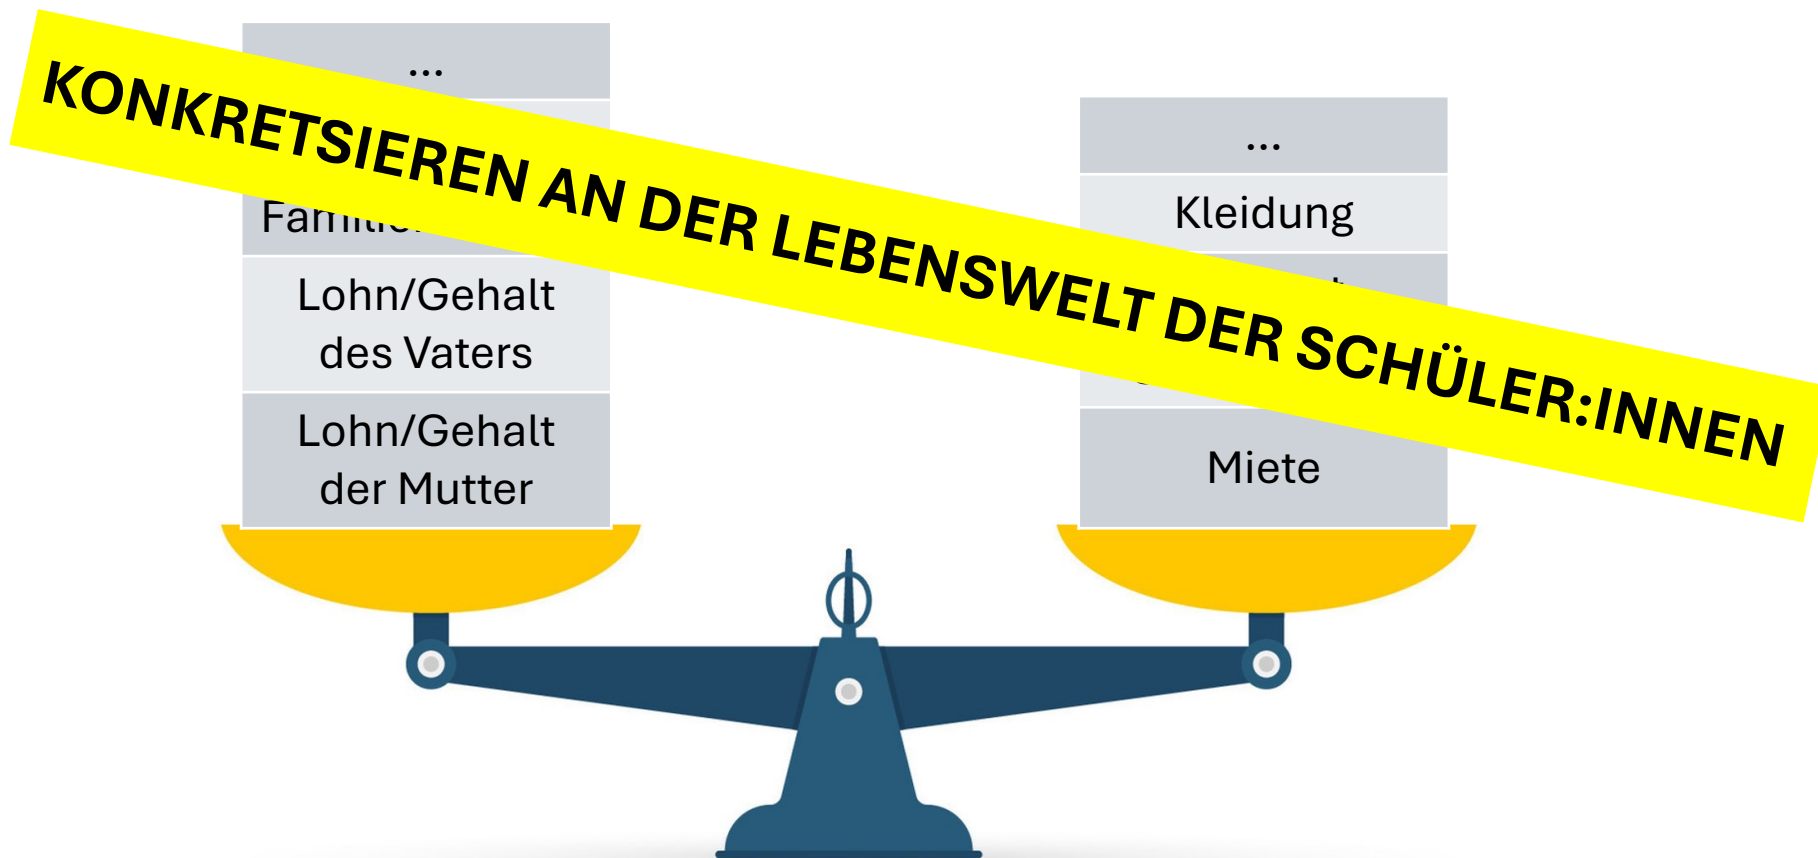 ...
KONKRETSIEREN AN DER LEBENSWELT DER SCHÜLER:INNEN
Lohn/Gehalt
des Vaters
Lohn/Gehalt
der Mutter
...
Kleidung
Miete